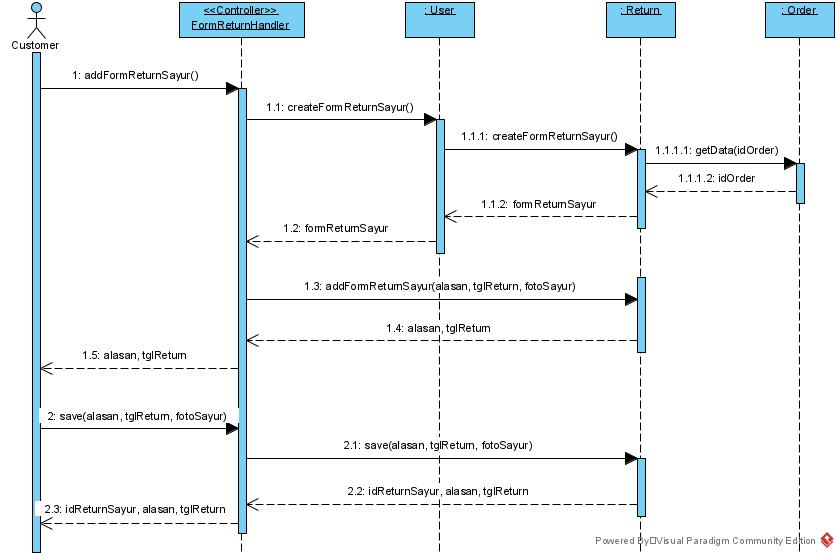 <<Controller>>
FormReturnHandler
: User
: Return
: Order
Customer
1: addFormReturnSayur()
1.1: createFormReturnSayur()
1.1.1: createFormReturnSayur()
1.1.1.1: getData(idOrder)
1.1.1.2: idOrder
1.1.2: formReturnSayur
1.2: formReturnSayur
1.3: addFormReturnSayur(alasan, tglReturn, fotoSayur)
1.4: alasan, tglReturn
1.5: alasan, tglReturn
2: save(alasan, tglReturn, fotoSayur)
2.1: save(alasan, tglReturn, fotoSayur)
2.2: idReturnSayur, alasan, tglReturn
2.3: idReturnSayur, alasan, tglReturn
Powered By Visual Paradigm Community Edition